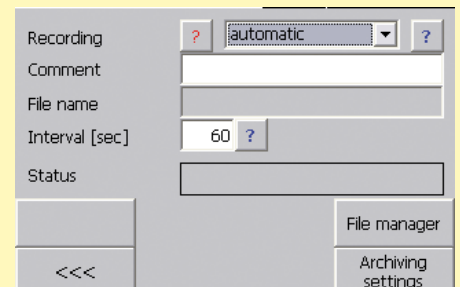 Recording ? automatic ?
Comment
File name
Interval [sec] 60 ?
Status
File manager
<<< Archiving
settings